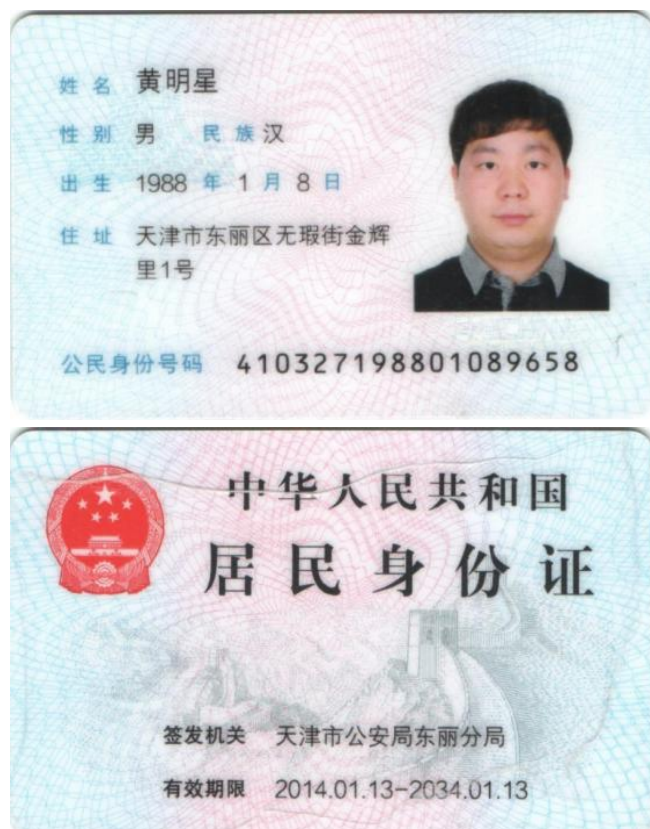 姓名 黄明星
性别 男 民族 汉
出生 1988 年 1 月 8 日
住址 天津市东丽区无瑕街金辉
里1号
公民身份号码 410327198801089658
中华人民共和国
居民身份证
签发机关 天津市公安局东丽分局
有效期限 2014.01.13-2034.01.13